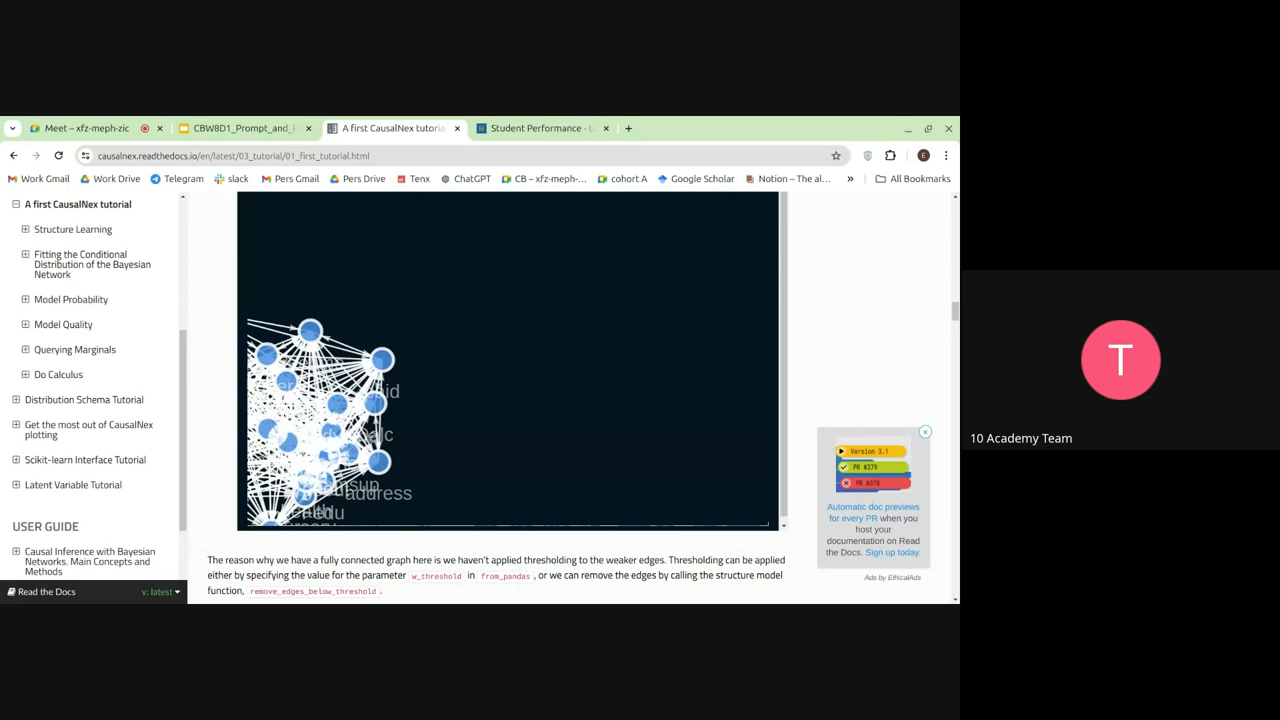 Meet – xfz-meph-zic
CBW8D1_Prompt_and_
A first CausalNex tutoria
Student Performance - U
causalnex.readthedocs.io/en/latest/03_tutorial/01_first_tutorial.html
E
Work Gmail
Work Drive
Telegram
slack
Pers Gmail
Pers Drive
Tenx
ChatGPT
CB – xfz-meph-...
cohort A
Google Scholar
Notion – The al...
»
All Bookmarks
A first CausalNex tutorial
Structure Learning
Fitting the Conditional
Distribution of the Bayesian
Network
Model Probability
Model Quality
Querying Marginals
Do Calculus
Distribution Schema Tutorial
Get the most out of CausalNex
plotting
Scikit-learn Interface Tutorial
Latent Variable Tutorial
USER GUIDE
Causal Inference with Bayesian
Networks. Main Concepts and
Methods
Read the Docs
v: latest
address
The reason why we have a fully connected graph here is we haven't applied thresholding to the weaker edges. Thresholding can be applied
either by specifying the value for the parameter w_threshold in from_pandas , or we can remove the edges by calling the structure model
function, remove_edges_below_threshold .
Version 3.1
PR #379
PR #378
Automatic doc previews
for every PR when you
host your
documentation on Read
the Docs. Sign up today.
Ads by EthicalAds
T
10 Academy Team